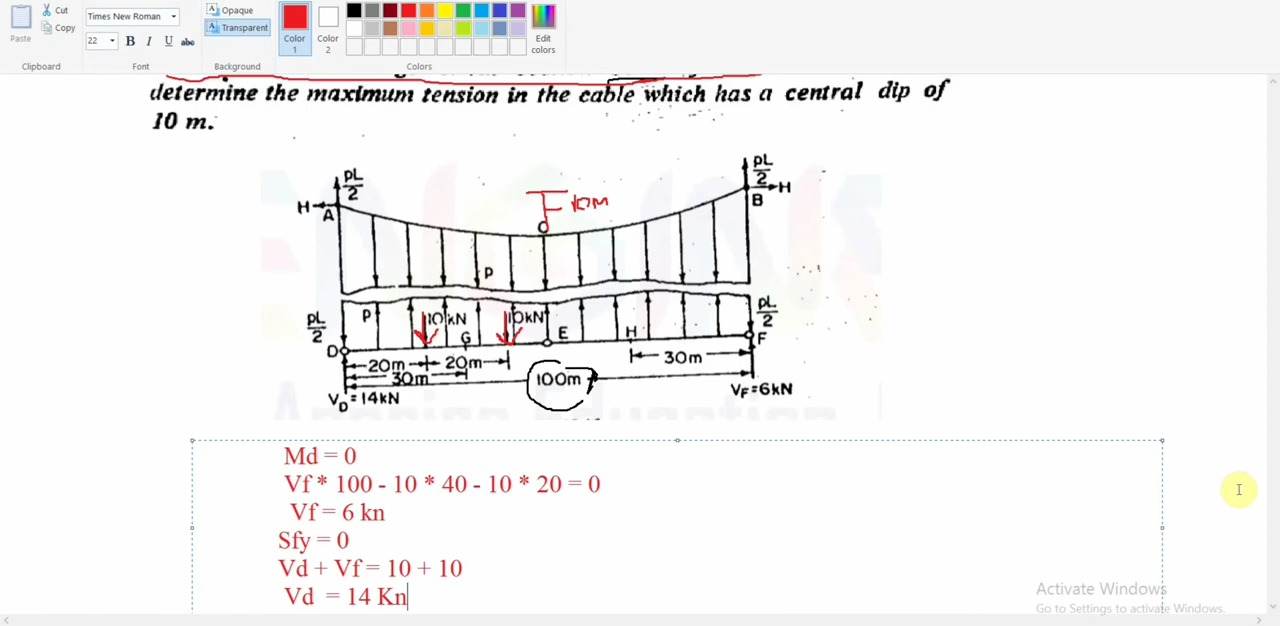 Cut
Copy
Paste
Clipboard
Times New Roman
22
B I U abc
Font
Opaque
Transparent
Background
Color 1
Color 2
Edit colors
Colors
determine the maximum tension in the cable which has a central dip of
10 m.
pL/2
H
A
10M
C
pL/2
H
B
P
pL/2
P
10 kN
10kN
G
E
H
pL/2
D
F
20m
20m
30m
30m
100m
VD = 14kN
VF = 6kN
Md = 0
Vf * 100 - 10 * 40 - 10 * 20 = 0
Vf = 6 kn
Sfy = 0
Vd + Vf = 10 + 10
Vd = 14 Kn
Activate Windows
Go to Settings to activate Windows.